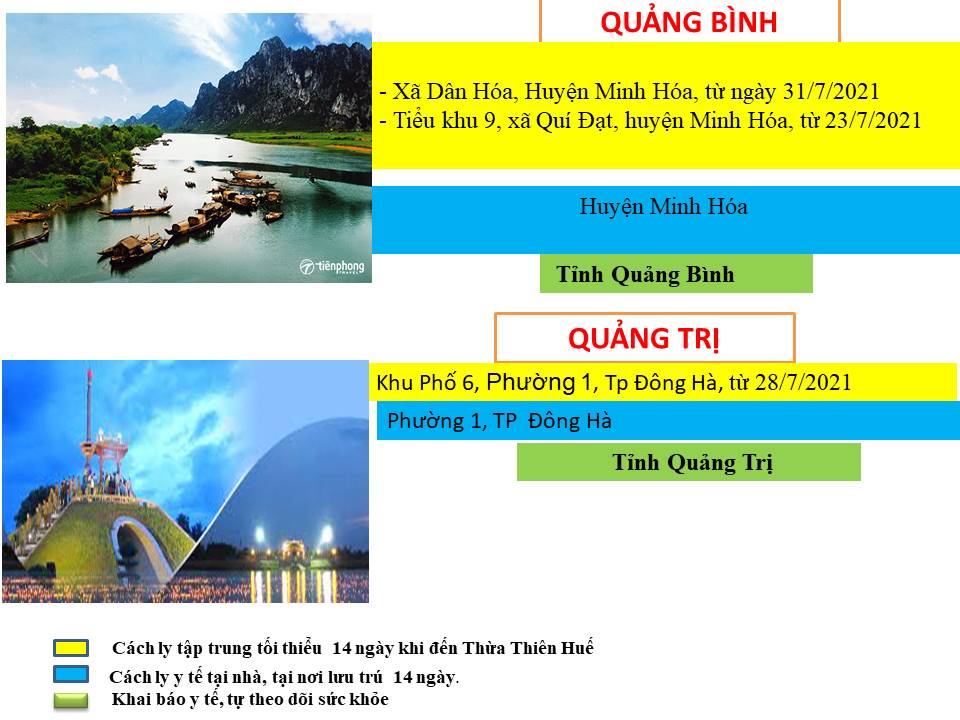 QUẢNG BÌNH
- Xã Dân Hóa, Huyện Minh Hóa, từ ngày 31/7/2021
- Tiểu khu 9, xã Quí Đạt, huyện Minh Hóa, từ 23/7/2021
Huyện Minh Hóa
tiênphong
TRAVEL
Tỉnh Quảng Bình
QUẢNG TRỊ
Khu Phố 6, Phường 1, Tp Đông Hà, từ 28/7/2021
Phường 1, TP Đông Hà
Tỉnh Quảng Trị
Cách ly tập trung tối thiểu 14 ngày khi đến Thừa Thiên Huế
Cách ly y tế tại nhà, tại nơi lưu trú 14 ngày.
Khai báo y tế, tự theo dõi sức khỏe